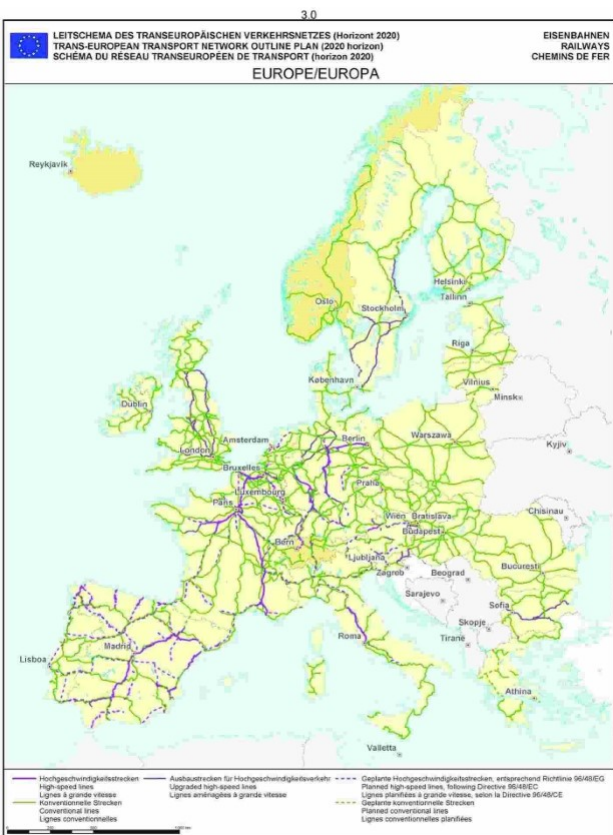 3.0
LEITSCHEMA DES TRANSEUROPÄISCHEN VERKEHRSNETZES (Horizont 2020)
TRANS-EUROPEAN TRANSPORT NETWORK OUTLINE PLAN (2020 horizon)
SCHÉMA DU RÉSEAU TRANSEUROPÉEN DE TRANSPORT (horizon 2020)
EISENBAHNEN
RAILWAYS
CHEMINS DE FER
EUROPE/EUROPA
Reykjavík
Helsinki
Oslo
Tallinn
Stockholm
Riga
København
Vilnius
Dublin
Minsk
Amsterdam
Berlin
Warszawa
London
Kyjiv
Bruxelles
Luxembourg
Praha
Paris
Chisinau
Wien
Bratislava
Budapest
Bern
Ljubljana
Bucuresti
Zagreb
Beograd
Sarajevo
Sofia
Skopje
Madrid
Roma
Tiranë
Lisboa
Athina
Valletta
Hochgeschwindigkeitsstrecken
High-speed lines
Lignes à grande vitesse
Konventionelle Strecken
Conventional lines
Lignes conventionnelles
Ausbaustrecken für Hochgeschwindigkeitsverkehr
Upgraded high-speed lines
Lignes aménagées à grande vitesse
Geplante Hochgeschwindigkeitsstrecken, entsprechend Richtlinie 96/48/EG
Planned high-speed lines, following Directive 96/48/EC
Lignes planifiées à grande vitesse, selon la Directive 96/48/CE
Geplante konventionelle Strecken
Planned conventional lines
Lignes conventionnelles planifiées